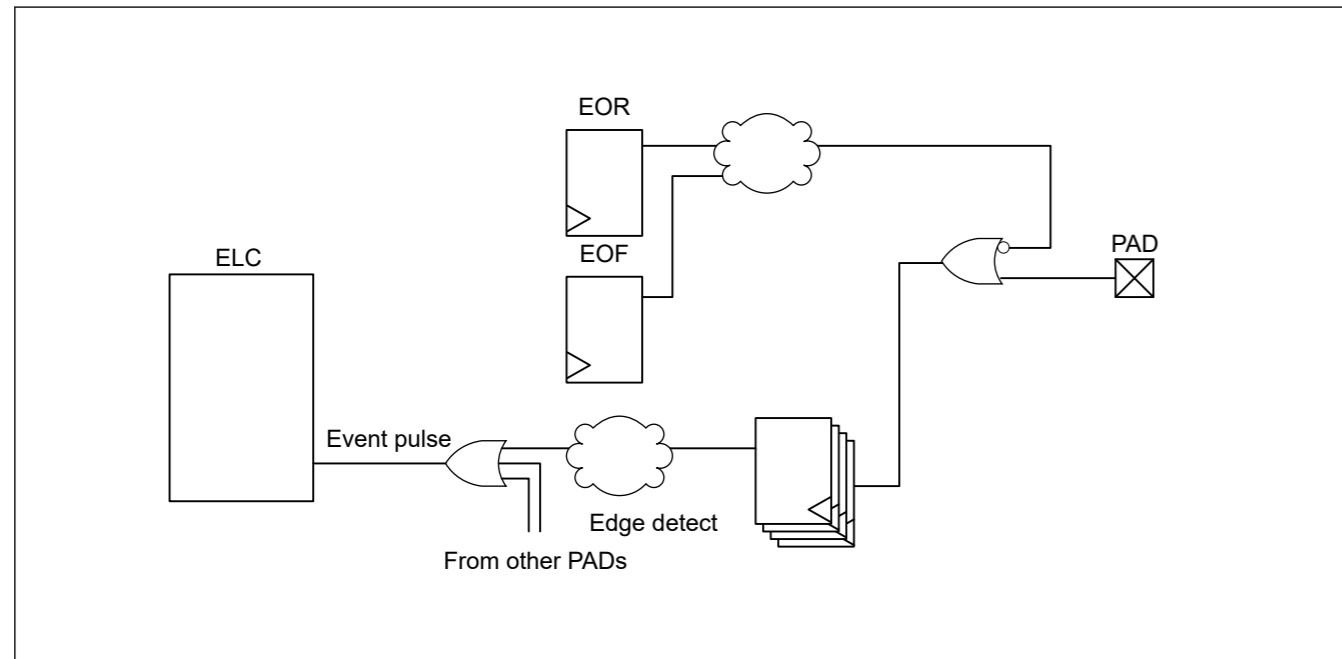 EOR
PAD
ELC
EOF
Event pulse
Edge detect
From other PADs